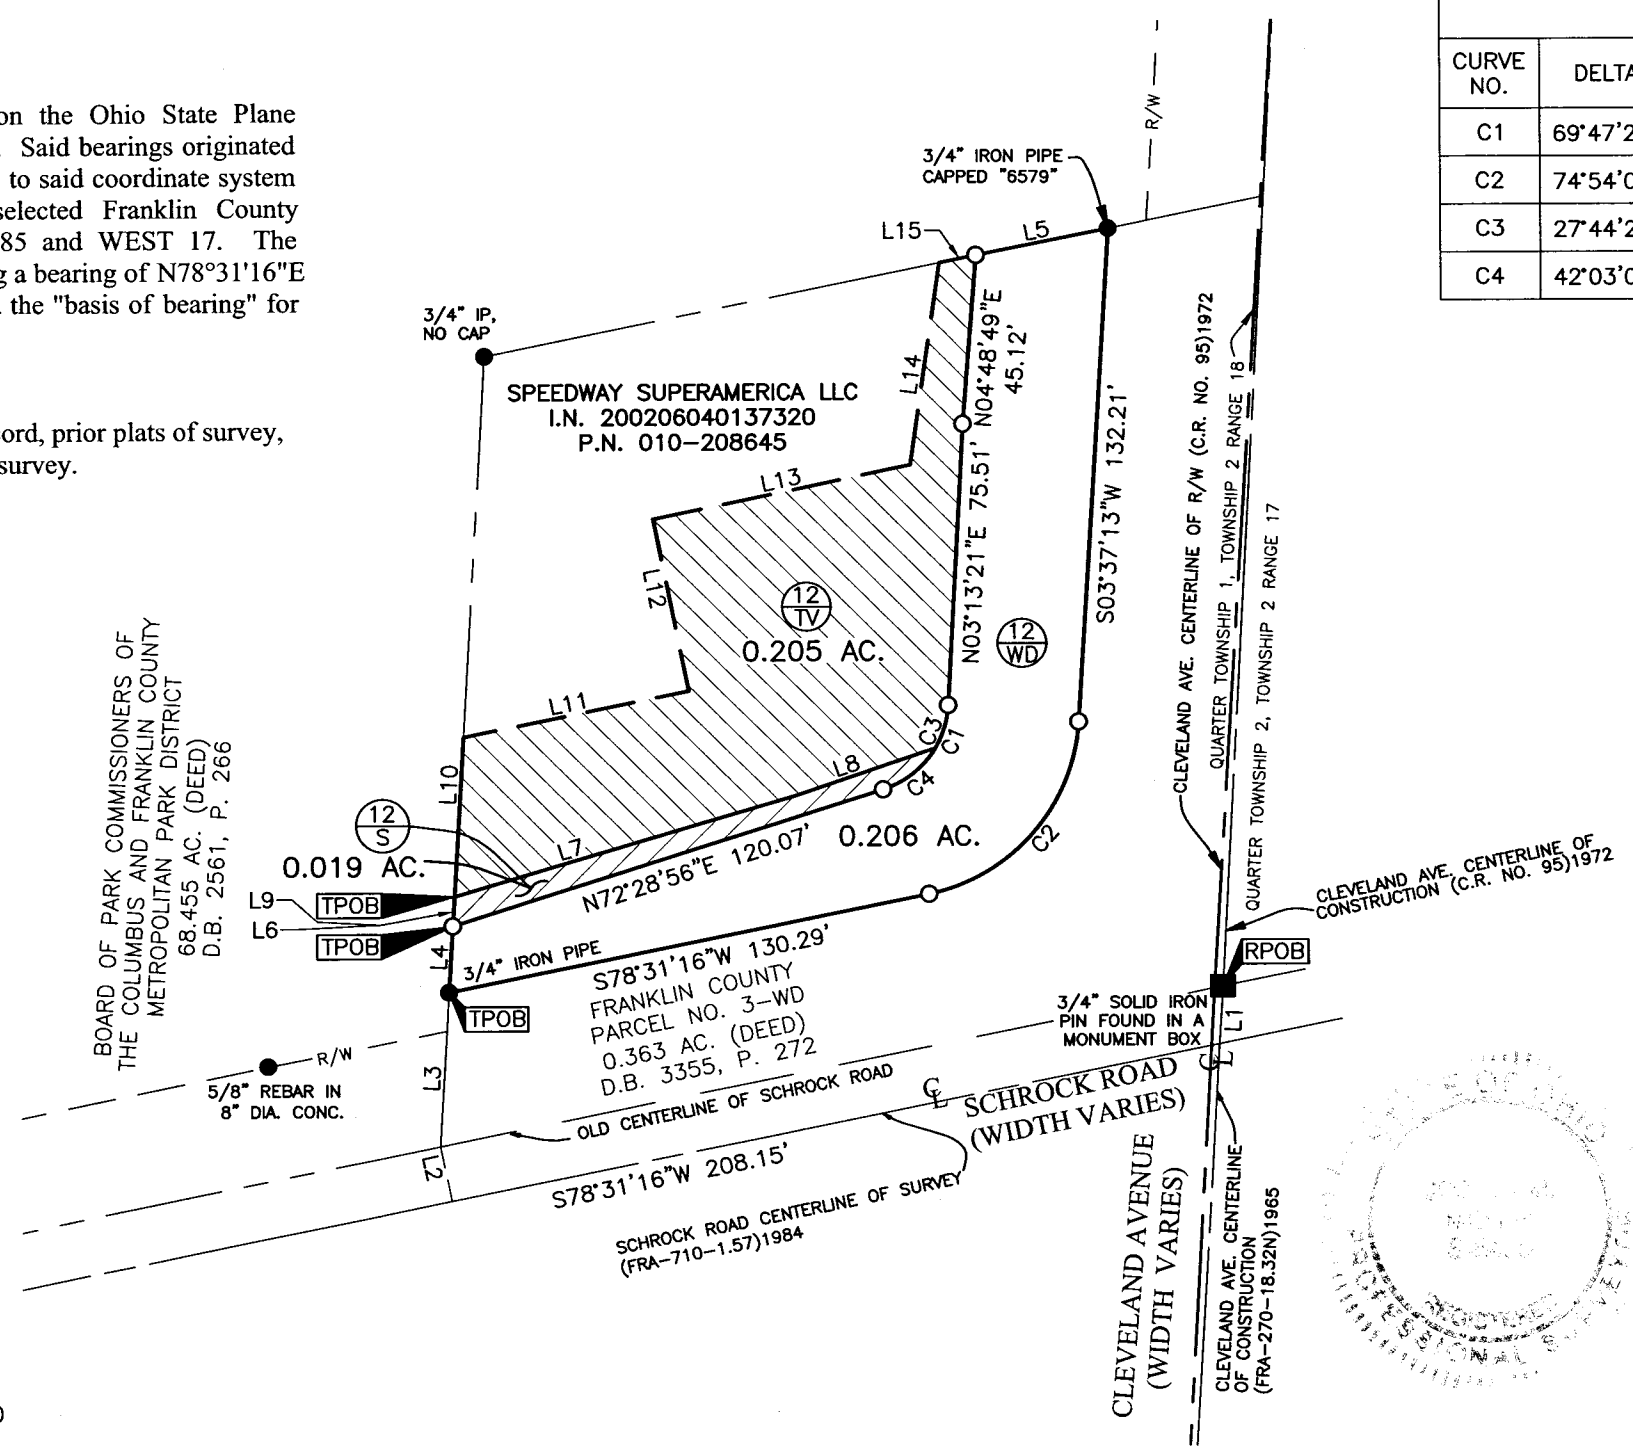 on the Ohio State Plane
Said bearings originated
to said coordinate system
selected Franklin County
85 and WEST 17. The
a bearing of N78°31'16"E
the "basis of bearing" for
ord, prior plats of survey,
survey.
CURVE
NO.
DELTA
C1
69°47'2
C2
74°54'0
C3
27°44'2
C4
42°03'0
R/W
3/4" IRON PIPE
CAPPED "6579"
L15
L5
3/4" IP,
NO CAP
SPEEDWAY SUPERAMERICA LLC
I.N. 200206040137320
P.N. 010-208645
L14
N04°48'49"E
45.12'
L13
L12
12
TV
0.205 AC.
N03°13'21"E 75.51'
12
WD
S03°37'13"W 132.21'
CLEVELAND AVE. CENTERLINE OF R/W (C.R. NO. 95)1972
QUARTER TOWNSHIP 1, TOWNSHIP 2 RANGE 18
QUARTER TOWNSHIP 2, TOWNSHIP 2 RANGE 17
BOARD OF PARK COMMISSIONERS OF
THE COLUMBUS AND FRANKLIN COUNTY
METROPOLITAN PARK DISTRICT
68.455 AC. (DEED)
D.B. 2561, P. 266
L11
L10
C3
C1
L8
C4
12
S
0.019 AC.
L7
N72°28'56"E 120.07'
0.206 AC.
C2
L9
TPOB
L6
TPOB
L4
3/4" IRON PIPE
S78°31'16"W 130.29'
FRANKLIN COUNTY
PARCEL NO. 3-WD
0.363 AC. (DEED)
D.B. 3355, P. 272
TPOB
CLEVELAND AVE. CENTERLINE OF
CONSTRUCTION (C.R. NO. 95)1972
RPOB
3/4" SOLID IRON
PIN FOUND IN A
MONUMENT BOX
L1
R/W
5/8" REBAR IN
8" DIA. CONC.
L3
OLD CENTERLINE OF SCHROCK ROAD
CL
SCHROCK ROAD
(WIDTH VARIES)
CL
L2
S78°31'16"W 208.15'
SCHROCK ROAD CENTERLINE OF SURVEY
(FRA-710-1.57)1984
CLEVELAND AVENUE
(WIDTH VARIES)
CLEVELAND AVE. CENTERLINE
OF CONSTRUCTION
(FRA-270-18.32N)1965
OF OHIO
REGISTERED
PROFESSIONAL SURVEYOR